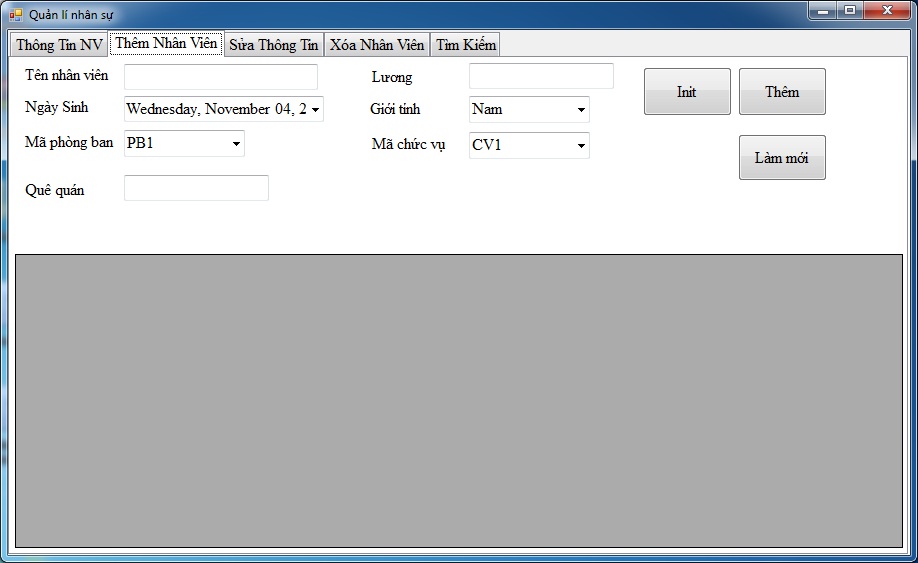 Quản lí nhân sự
Thông Tin NV Thêm Nhân Viên Sửa Thông Tin Xóa Nhân Viên Tìm Kiếm
Tên nhân viên Lương Init Thêm
Ngày Sinh Wednesday, November 04, 2 Giới tính Nam
Mã phòng ban PB1 Mã chức vụ CV1
Làm mới
Quê quán